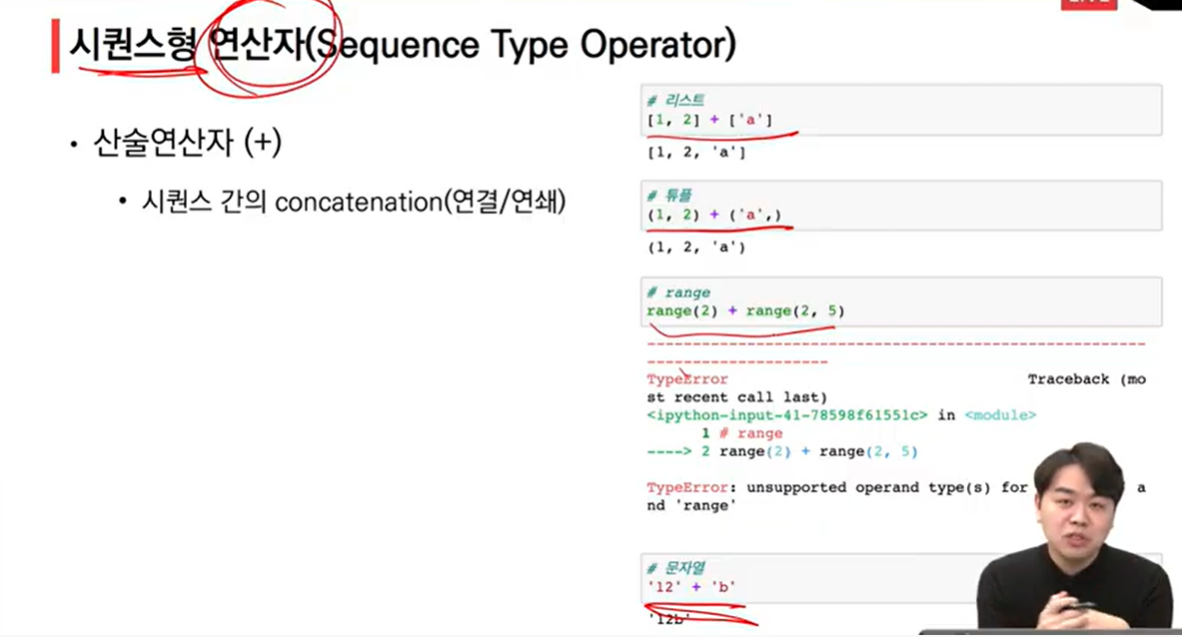 시퀀스형 연산자(Sequence Type Operator)
• 산술연산자 (+)
• 시퀀스 간의 concatenation(연결/연쇄)
# 리스트
[1, 2] + ['a']
[1, 2, 'a']
# 튜플
(1, 2) + ('a',)
(1, 2, 'a')
# range
range(2) + range(2, 5)
---------------------------------------------------------
--------------------
TypeError Traceback (mo
st recent call last)
<ipython-input-41-78598f61551c> in <module>
1 # range
----> 2 range(2) + range(2, 5)
TypeError: unsupported operand type(s) for a
nd 'range'
# 문자열
'12' + 'b'
'12b'